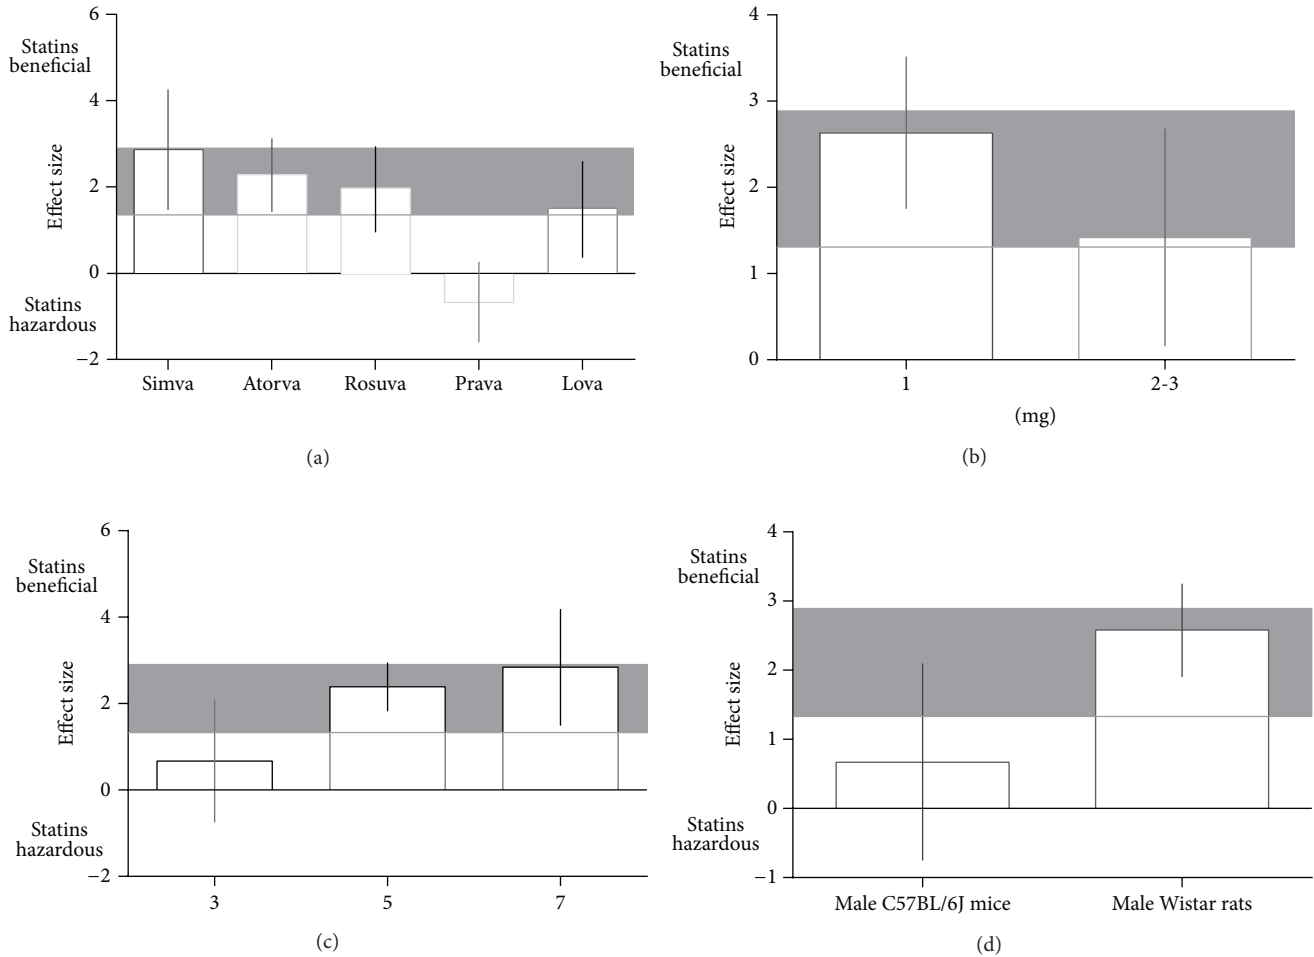 6
4
2
0
−2
Statins
beneficial
Effect size
Statins
hazardous
Simva Atorva Rosuva Prava Lova
(a)
4
3
2
1
0
Statins
beneficial
Effect size
1 2-3
(mg)
(b)
6
4
2
0
−2
Statins
beneficial
Effect size
Statins
hazardous
3 5 7
(c)
4
3
2
1
0
−1
Statins
beneficial
Effect size
Statins
hazardous
Male C57BL/6J mice Male Wistar rats
(d)